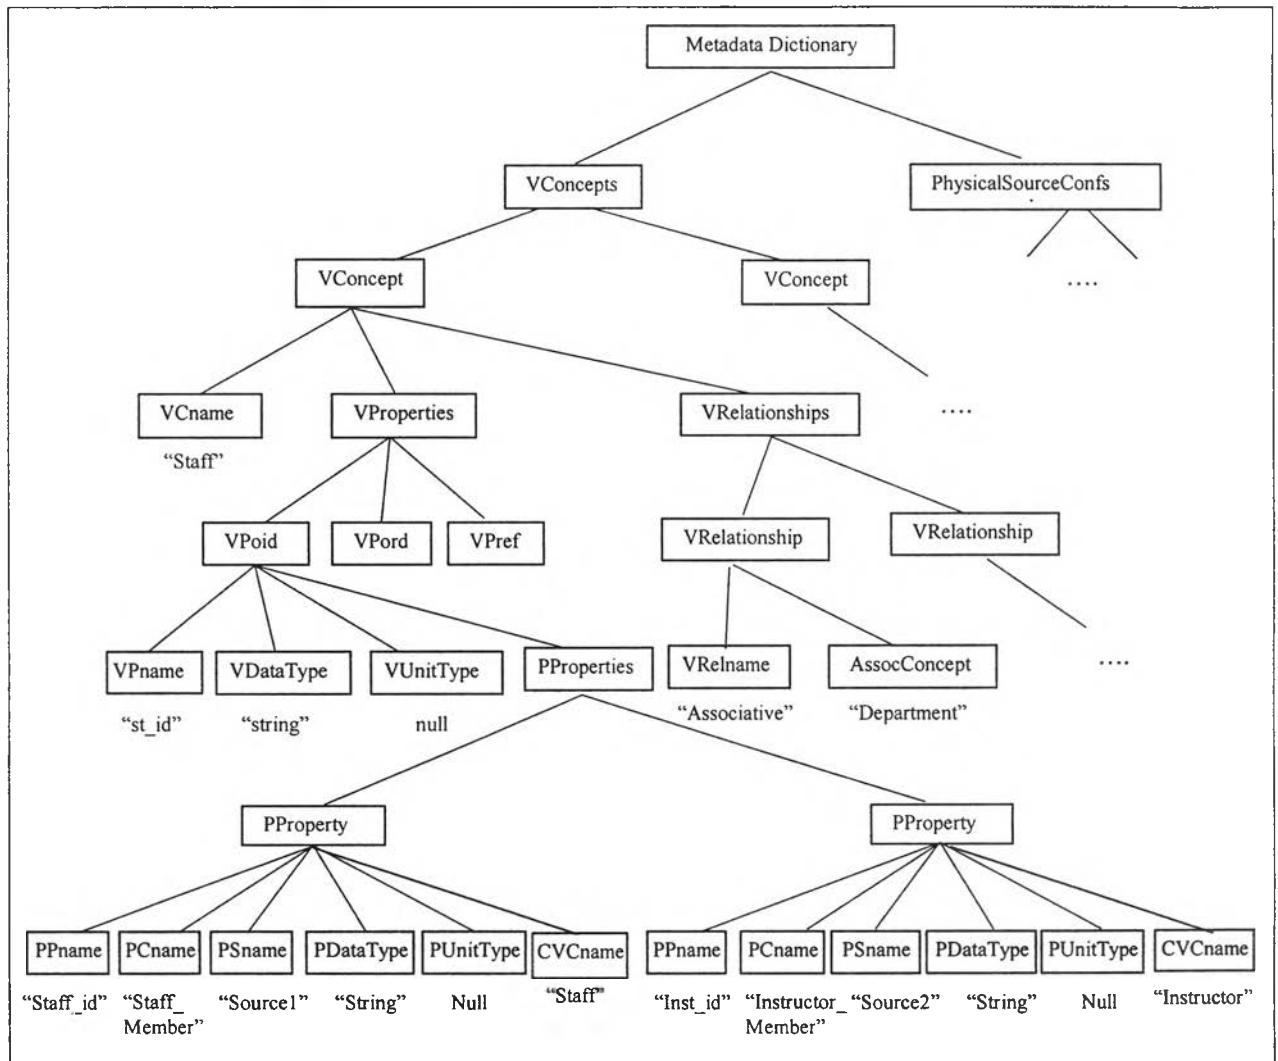 Metadata Dictionary
VConcepts
PhysicalSourceConfs
VConcept
VConcept
....
VCname
VProperties
VRelationships
....
“Staff”
VPoid
VPord
VPref
VRelationship
VRelationship
VPname
VDataType
VUnitType
PProperties
VRelname
AssocConcept
....
“st_id”
“string”
null
“Associative”
“Department”
PProperty
PProperty
PPname
PCname
PSname
PDataType
PUnitType
CVCname
PPname
PCname
PSname
PDataType
PUnitType
CVCname
“Staff_id”
“Staff_
Member”
“Source1”
“String”
Null
“Staff”
“Inst_id”
“Instructor_
Member”
“Source2”
“String”
Null
“Instructor”